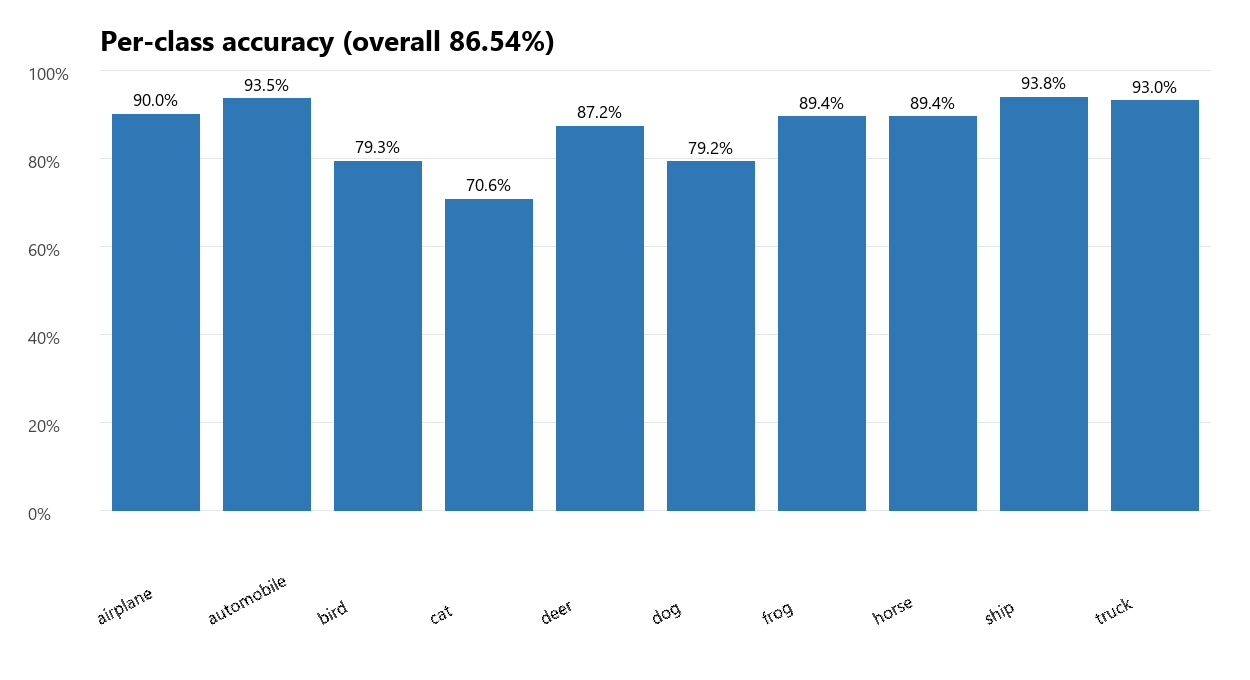 Per-class accuracy (overall 86.54%)
100%
80%
60%
40%
20%
0%
90.0%
93.5%
79.3%
70.6%
87.2%
79.2%
89.4%
89.4%
93.8%
93.0%
airplane
automobile
bird
cat
deer
dog
frog
horse
ship
truck